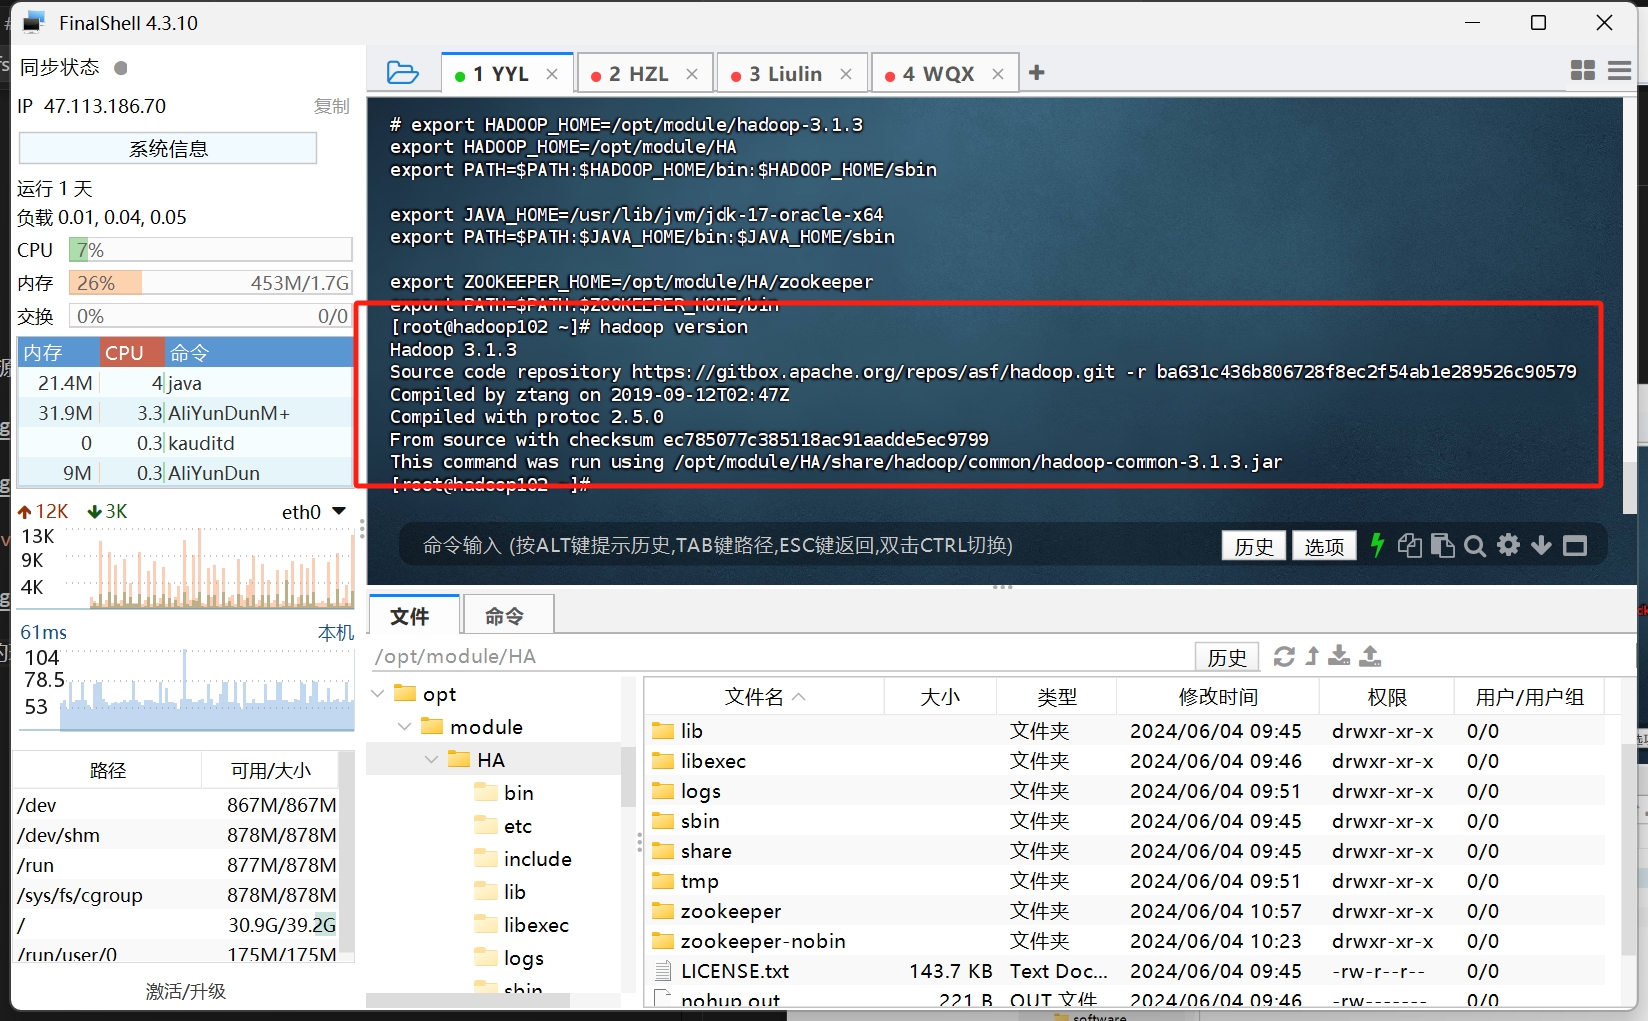 FinalShell 4.3.10
同步状态
IP 47.113.186.70 复制
系统信息
运行 1 天
负载 0.01, 0.04, 0.05
CPU 7%
内存 26% 453M/1.7G
交换 0% 0/0
内存 CPU 命令
21.4M 4 java
31.9M 3.3 AliYunDunM+
0 0.3 kauditd
9M 0.3 AliYunDun
12K 3K eth0
13K
9K
4K
61ms 本机
104
78.5
53
路径 可用/大小
/dev 867M/867M
/dev/shm 878M/878M
/run 877M/878M
/sys/fs/cgroup 878M/878M
/ 30.9G/39.2G
/run/user/0 175M/175M
激活/升级
1 YYL
2 HZL
3 Liulin
4 WQX
# export HADOOP_HOME=/opt/module/hadoop-3.1.3
export HADOOP_HOME=/opt/module/HA
export PATH=$PATH:$HADOOP_HOME/bin:$HADOOP_HOME/sbin
export JAVA_HOME=/usr/lib/jvm/jdk-17-oracle-x64
export PATH=$PATH:$JAVA_HOME/bin:$JAVA_HOME/sbin
export ZOOKEEPER_HOME=/opt/module/HA/zookeeper
export PATH=$PATH:$ZOOKEEPER_HOME/bin
[root@hadoop102 ~]# hadoop version
Hadoop 3.1.3
Source code repository https://gitbox.apache.org/repos/asf/hadoop.git -r ba631c436b806728f8ec2f54ab1e289526c90579
Compiled by ztang on 2019-09-12T02:47Z
Compiled with protoc 2.5.0
From source with checksum ec785077c385118ac91aadde5ec9799
This command was run using /opt/module/HA/share/hadoop/common/hadoop-common-3.1.3.jar
[root@hadoop102 ~]#
命令输入 (按ALT键提示历史,TAB键路径,ESC键返回,双击CTRL切换) 历史 选项
文件 命令
/opt/module/HA 历史
opt
module
HA
bin
etc
include
lib
libexec
logs
sbin
文件名 大小 类型 修改时间 权限 用户/用户组
lib 文件夹 2024/06/04 09:45 drwxr-xr-x 0/0
libexec 文件夹 2024/06/04 09:46 drwxr-xr-x 0/0
logs 文件夹 2024/06/04 09:51 drwxr-xr-x 0/0
sbin 文件夹 2024/06/04 09:45 drwxr-xr-x 0/0
share 文件夹 2024/06/04 09:45 drwxr-xr-x 0/0
tmp 文件夹 2024/06/04 09:51 drwxr-xr-x 0/0
zookeeper 文件夹 2024/06/04 10:57 drwxr-xr-x 0/0
zookeeper-nobin 文件夹 2024/06/04 10:23 drwxr-xr-x 0/0
LICENSE.txt 143.7 KB Text Doc... 2024/06/04 09:45 -rw-r--r-- 0/0
nohup.out 221 B OUT 文件 2024/06/04 09:46 -rw------- 0/0
software